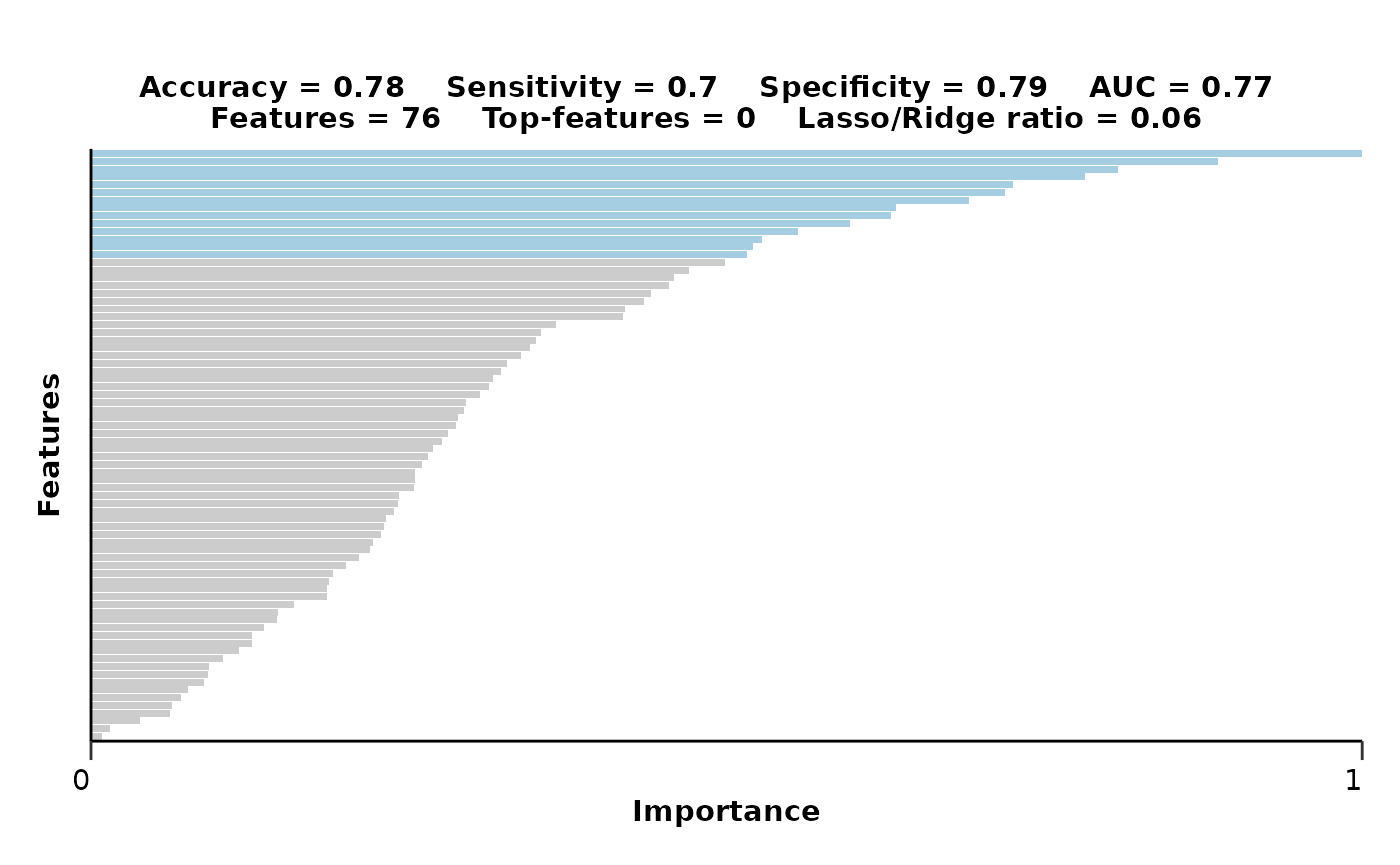 Accuracy = 0.78 Sensitivity = 0.7 Specificity = 0.79 AUC = 0.77
Features = 76 Top-features = 0 Lasso/Ridge ratio = 0.06
Features
0 1
Importance